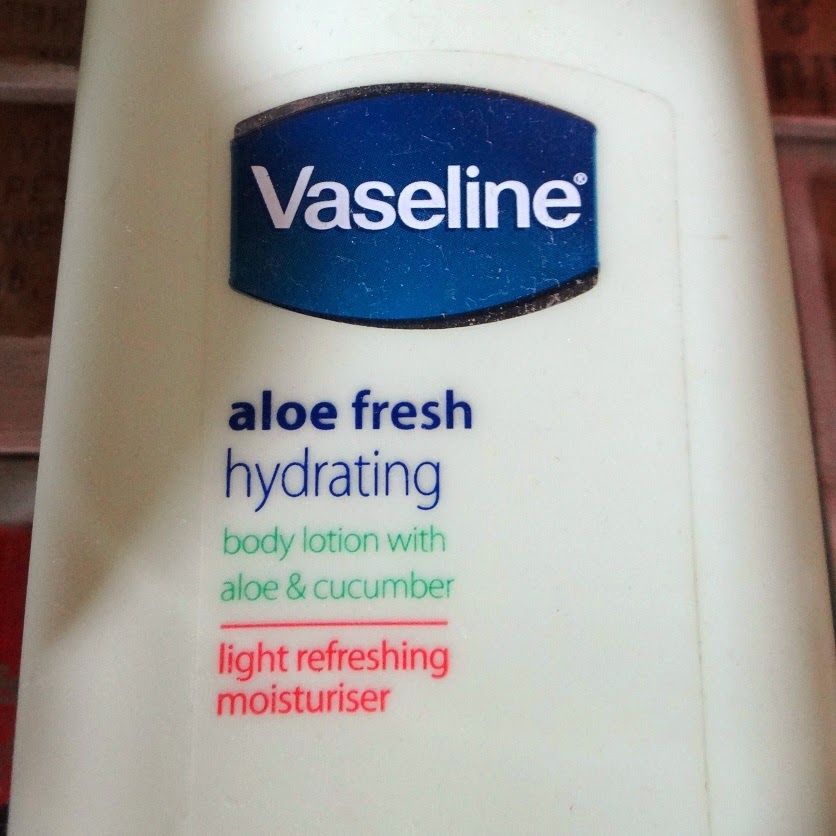 Vaseline®
aloe fresh
hydrating
body lotion with
aloe & cucumber
light refreshing
moisturiser